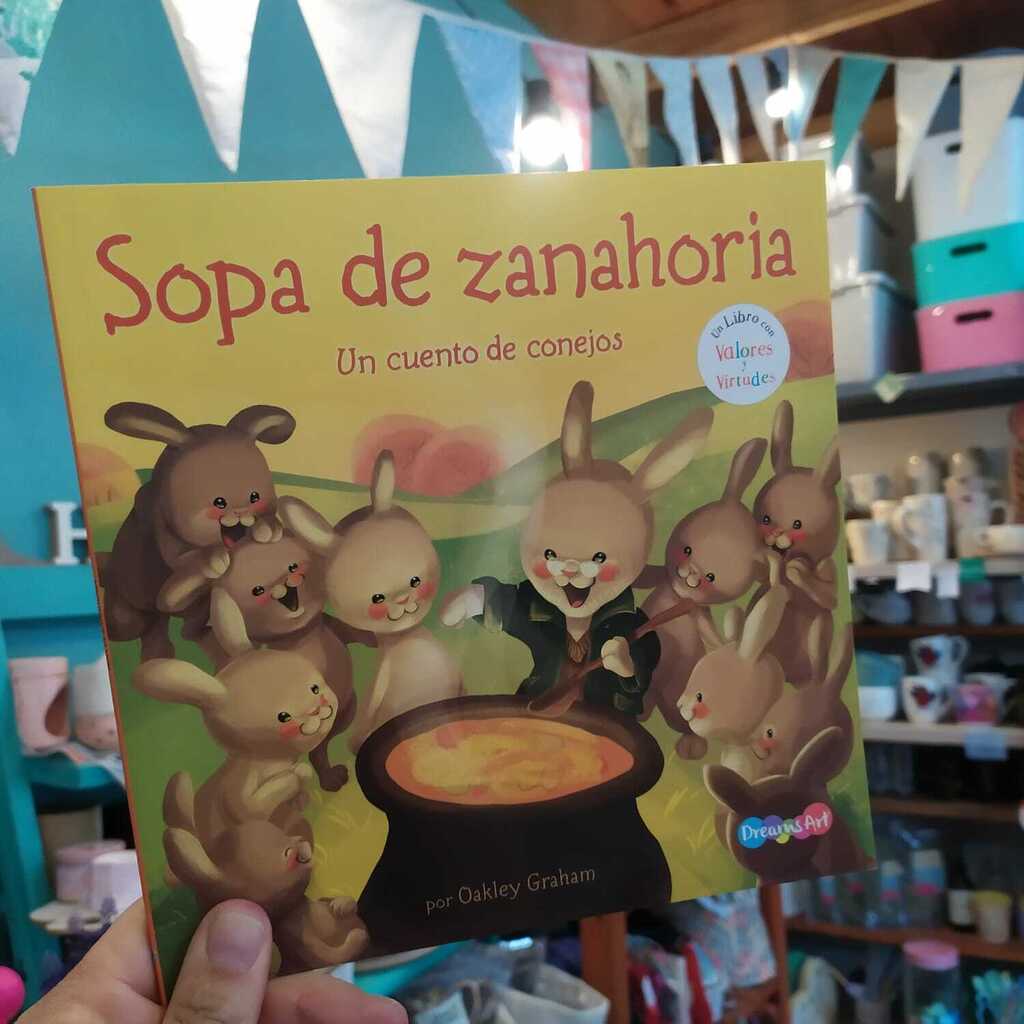 Sopa de zanahoria
Un cuento de conejos
Un Libro con
Valores
y
Virtudes
H
DreamsArt
por Oakley Graham